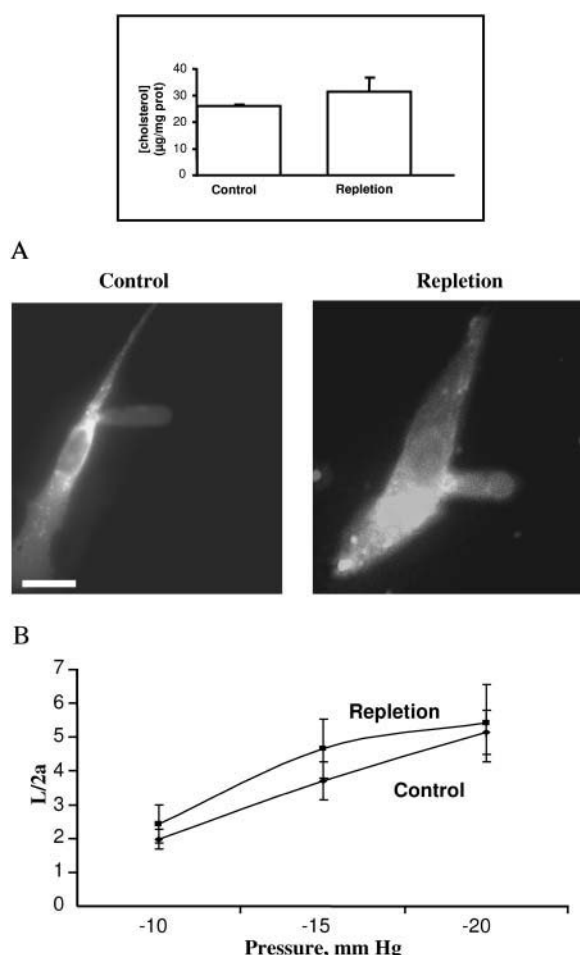 [cholsterol]
(µg/mg prot)
40
30
20
10
0
Control
Repletion
A
Control
Repletion
B
7
6
5
4
3
2
1
0
L/2a
Repletion
Control
-10
-15
-20
Pressure, mm Hg